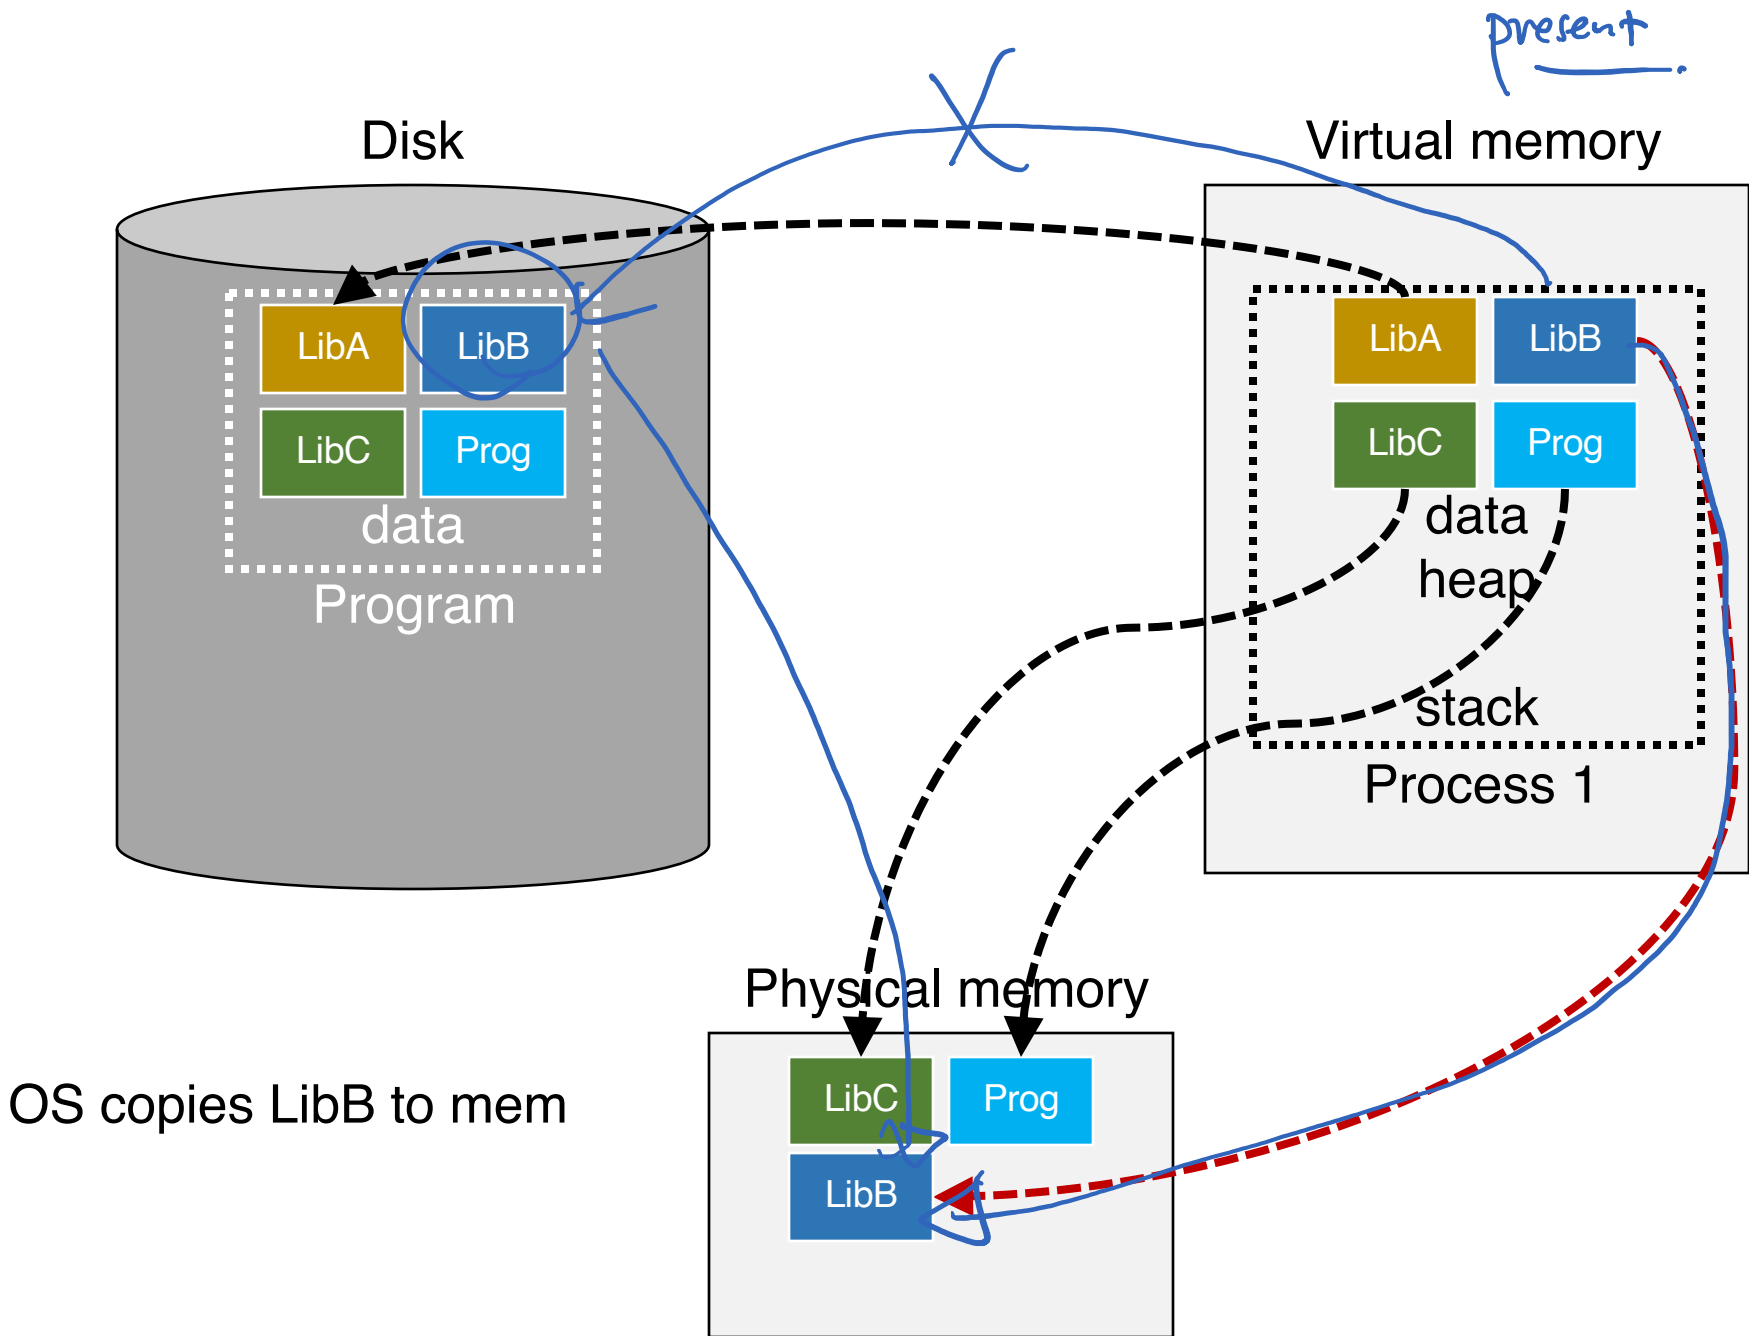 present
Disk
Virtual memory
LibA
LibB
LibC
Prog
data
Program
LibA
LibB
LibC
Prog
data
heap
stack
Process 1
Physical memory
LibC
Prog
LibB
OS copies LibB to mem